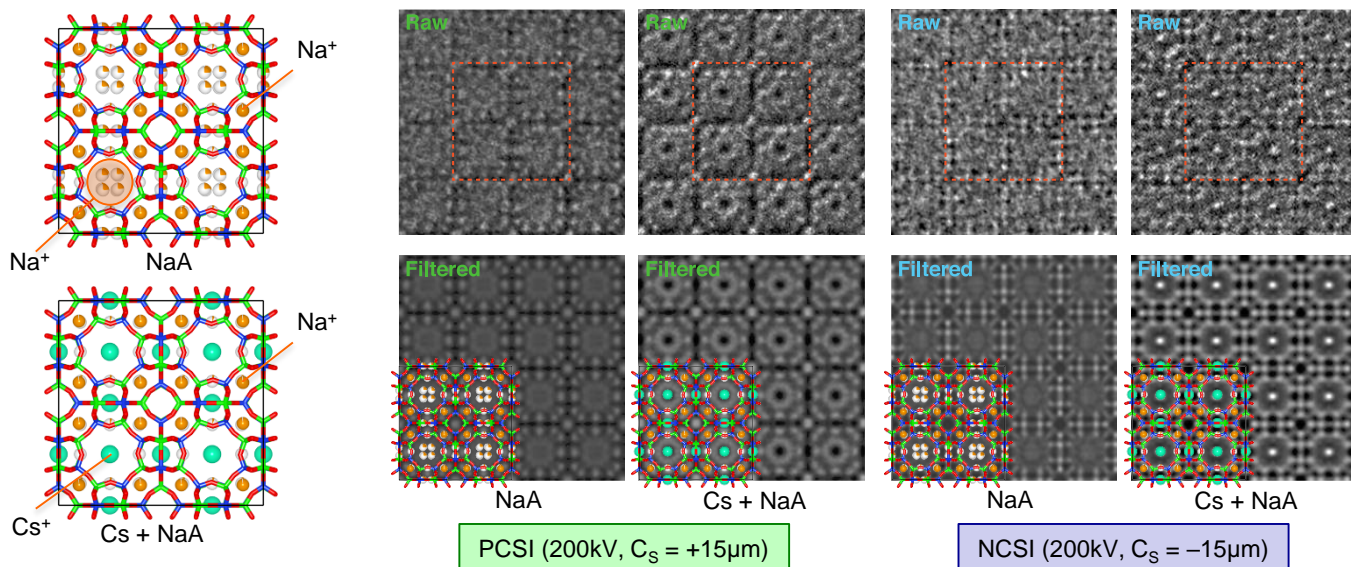 Na⁺
Na⁺
NaA
Na⁺
Cs⁺
Cs + NaA
Raw
Raw
Raw
Raw
Filtered
Filtered
Filtered
Filtered
NaA
Cs + NaA
NaA
Cs + NaA
PCSI (200kV, C_S = +15μm)
NCSI (200kV, C_S = –15μm)